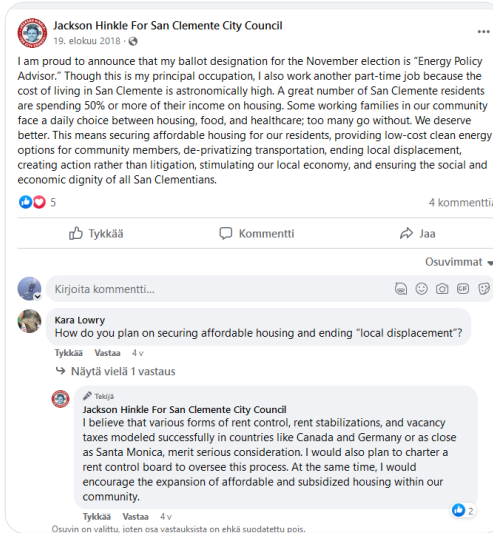 Jackson Hinkle For San Clemente City Council
19. elokuu 2018 ·
I am proud to announce that my ballot designation for the November election is “Energy Policy
Advisor.” Though this is my principal occupation, I also work another part-time job because the
cost of living in San Clemente is astronomically high. A great number of San Clemente residents
are spending 50% or more of their income on housing. Some working families in our community
face a daily choice between housing, food, and healthcare; too many go without. We deserve
better. This means securing affordable housing for our residents, providing low-cost clean energy
options for community members, de-privatizing transportation, ending local displacement,
creating action rather than litigation, stimulating our local economy, and ensuring the social and
economic dignity of all San Clementians.
5
4 kommenttia
Tykkää Kommentti Jaa
Osuvimmat
Kirjoita kommentti...
GIF
Kara Lowry
How do you plan on securing affordable housing and ending “local displacement”?
Tykkää Vastaa 4 v
Näytä vielä 1 vastaus
Tekijä
Jackson Hinkle For San Clemente City Council
I believe that various forms of rent control, rent stabilizations, and vacancy
taxes modeled successfully in countries like Canada and Germany or as close
as Santa Monica, merit serious consideration. I would also plan to charter a
rent control board to oversee this process. At the same time, I would
encourage the expansion of affordable and subsidized housing within our
community.
2
Tykkää Vastaa 4 v
Osuvin on valittu, joten osa vastauksista on ehkä suodatettu pois.